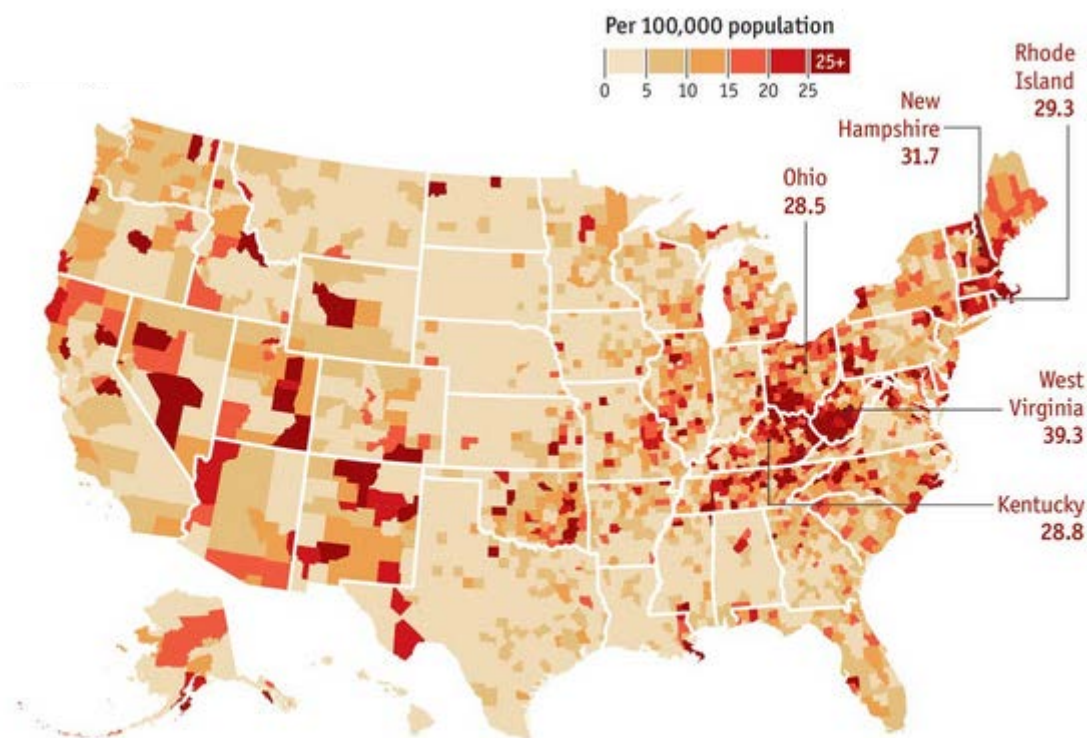 Per 100,000 population
25+
0 5 10 15 20 25
Rhode
Island
29.3
New
Hampshire
31.7
Ohio
28.5
West
Virginia
39.3
Kentucky
28.8